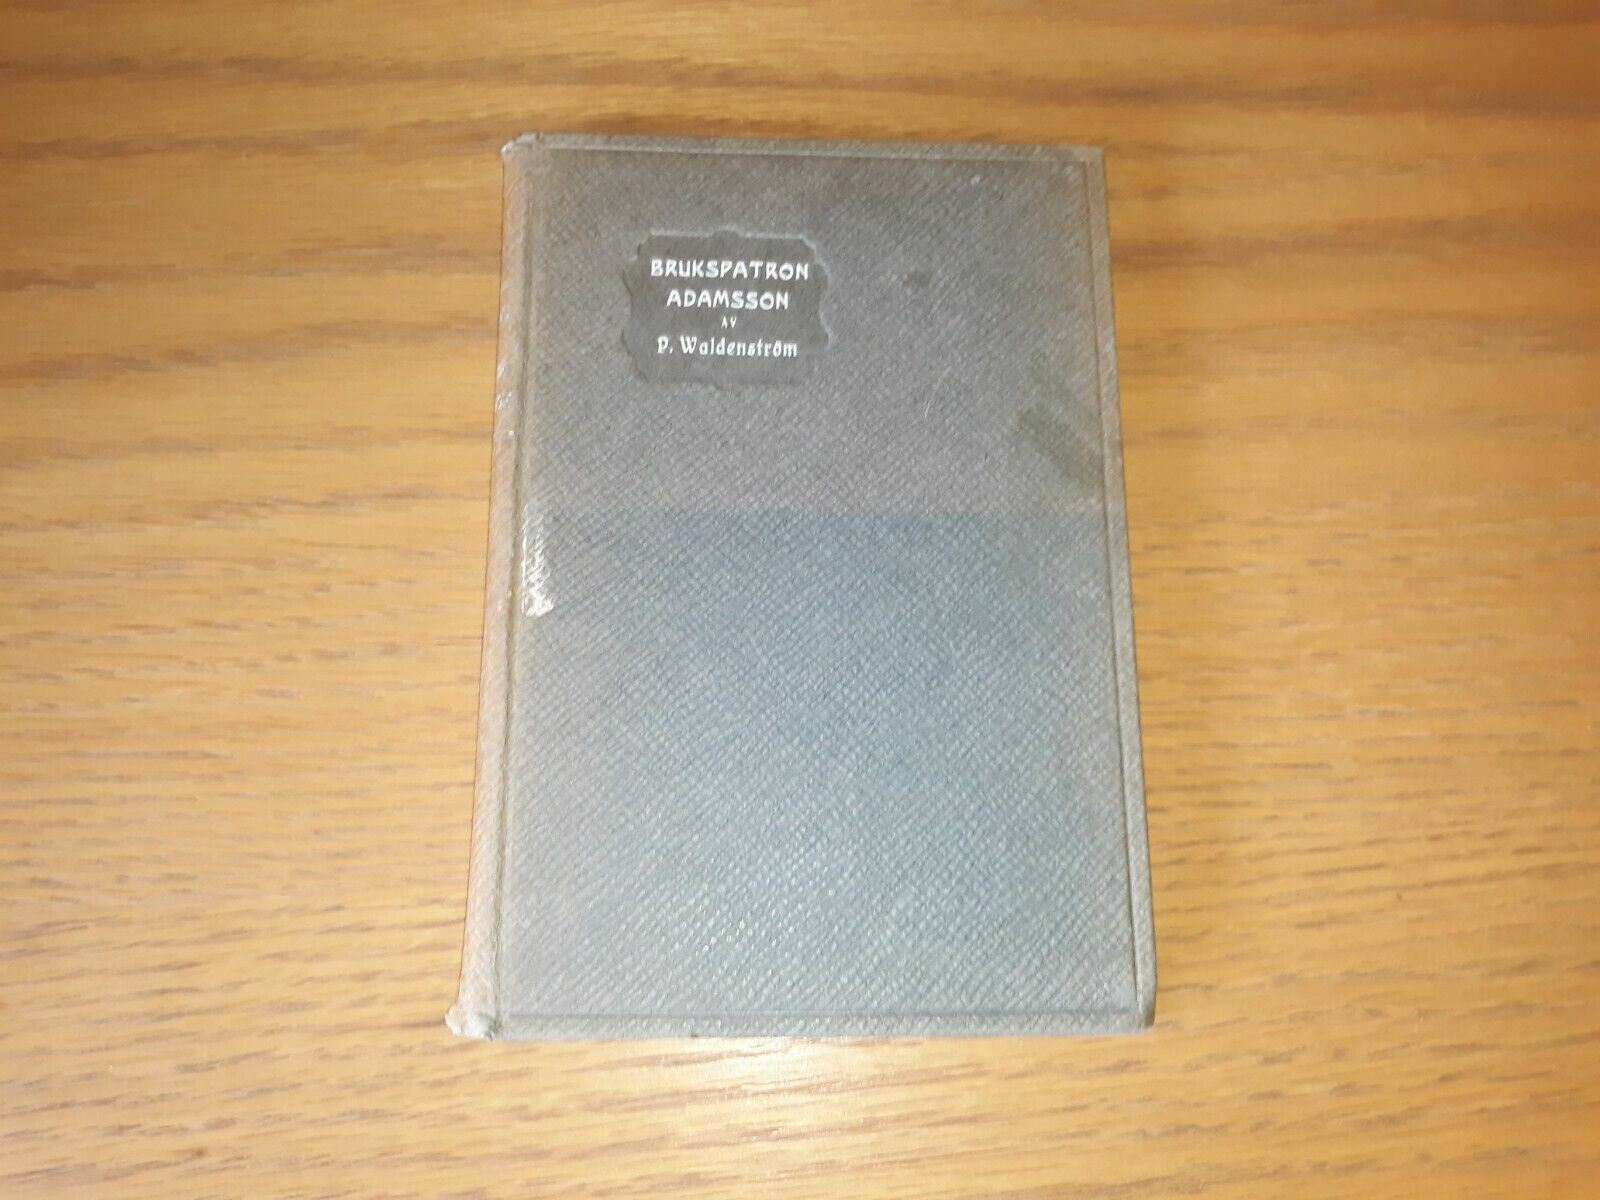 BRUKSPATRON
ADAMSSON
AV
P. Waldenström